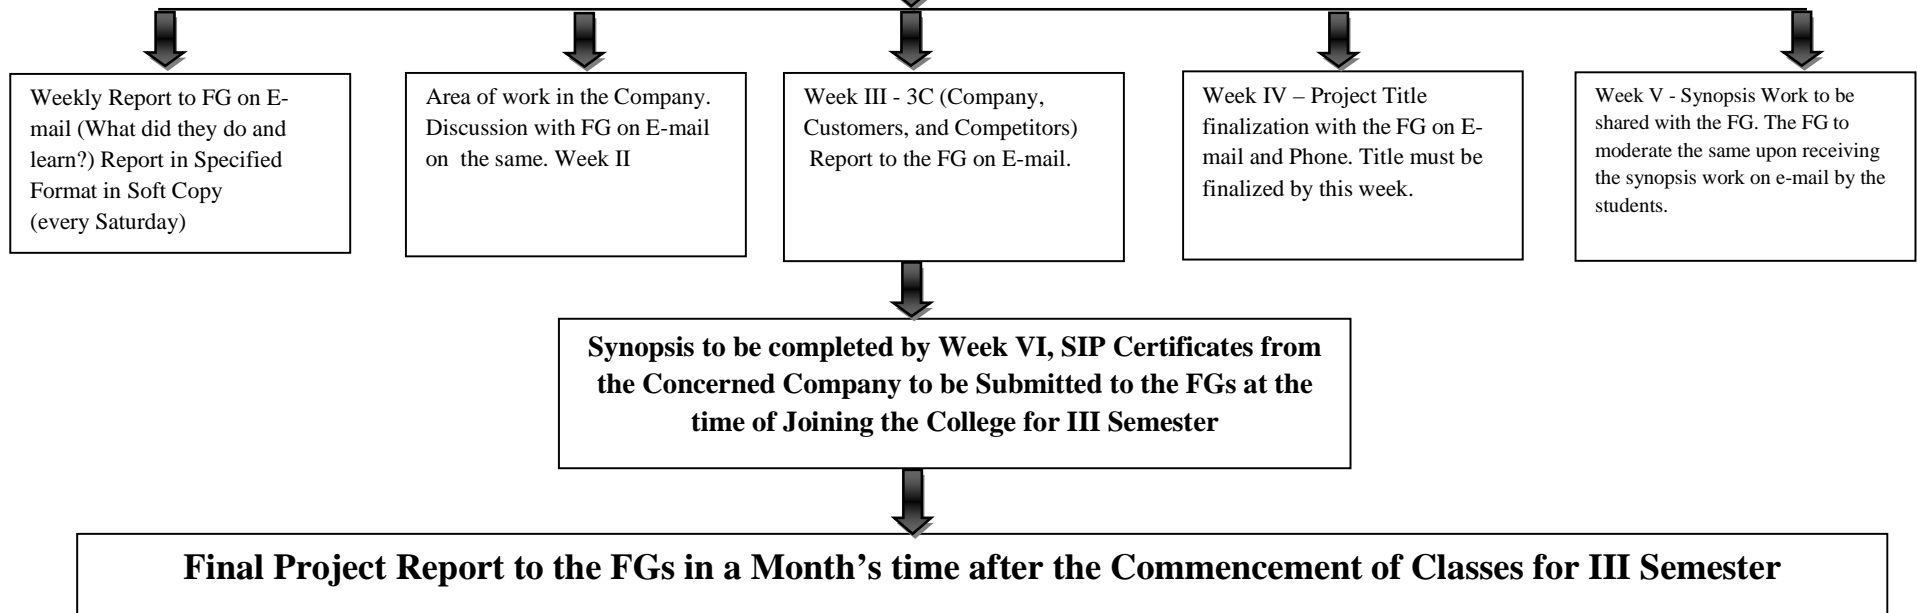 Weekly Report to FG on E-
mail (What did they do and
learn?) Report in Specified
Format in Soft Copy
(every Saturday)
Area of work in the Company.
Discussion with FG on E-mail
on the same. Week II
Week III - 3C (Company,
Customers, and Competitors)
Report to the FG on E-mail.
Week IV – Project Title
finalization with the FG on E-
mail and Phone. Title must be
finalized by this week.
Week V - Synopsis Work to be
shared with the FG. The FG to
moderate the same upon receiving
the synopsis work on e-mail by the
students.
Synopsis to be completed by Week VI, SIP Certificates from
the Concerned Company to be Submitted to the FGs at the
time of Joining the College for III Semester
Final Project Report to the FGs in a Month’s time after the Commencement of Classes for III Semester